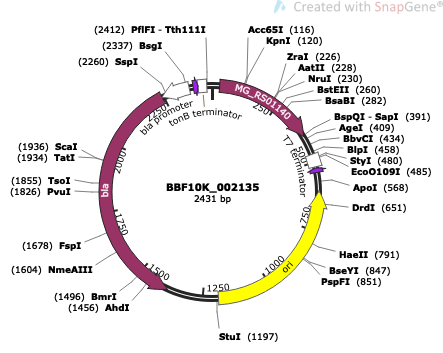 Created with SnapGene®
(2412) PflFI - Tth111I
(2337) BsgI
(2260) SspI
Acc65I (116)
KpnI (120)
ZraI (226)
AatII (228)
NruI (230)
BstEII (260)
BsaBI (282)
BspQI - SapI (391)
AgeI (409)
BbvCI (434)
BlpI (458)
StyI (480)
EcoO109I (485)
ApoI (568)
DrdI (651)
HaeII (791)
BseYI (847)
PspFI (851)
StuI (1197)
(1456) AhdI
(1496) BmrI
(1604) NmeAIII
(1678) FspI
(1826) PvuI
(1855) TsoI
(1934) TatI
(1936) ScaI
MG_RS01140
T7 terminator
ori
bla
bla promoter
tonB terminator
250
500
750
1000
1250
1500
1750
2000
2250
BBF10K_002135
2431 bp